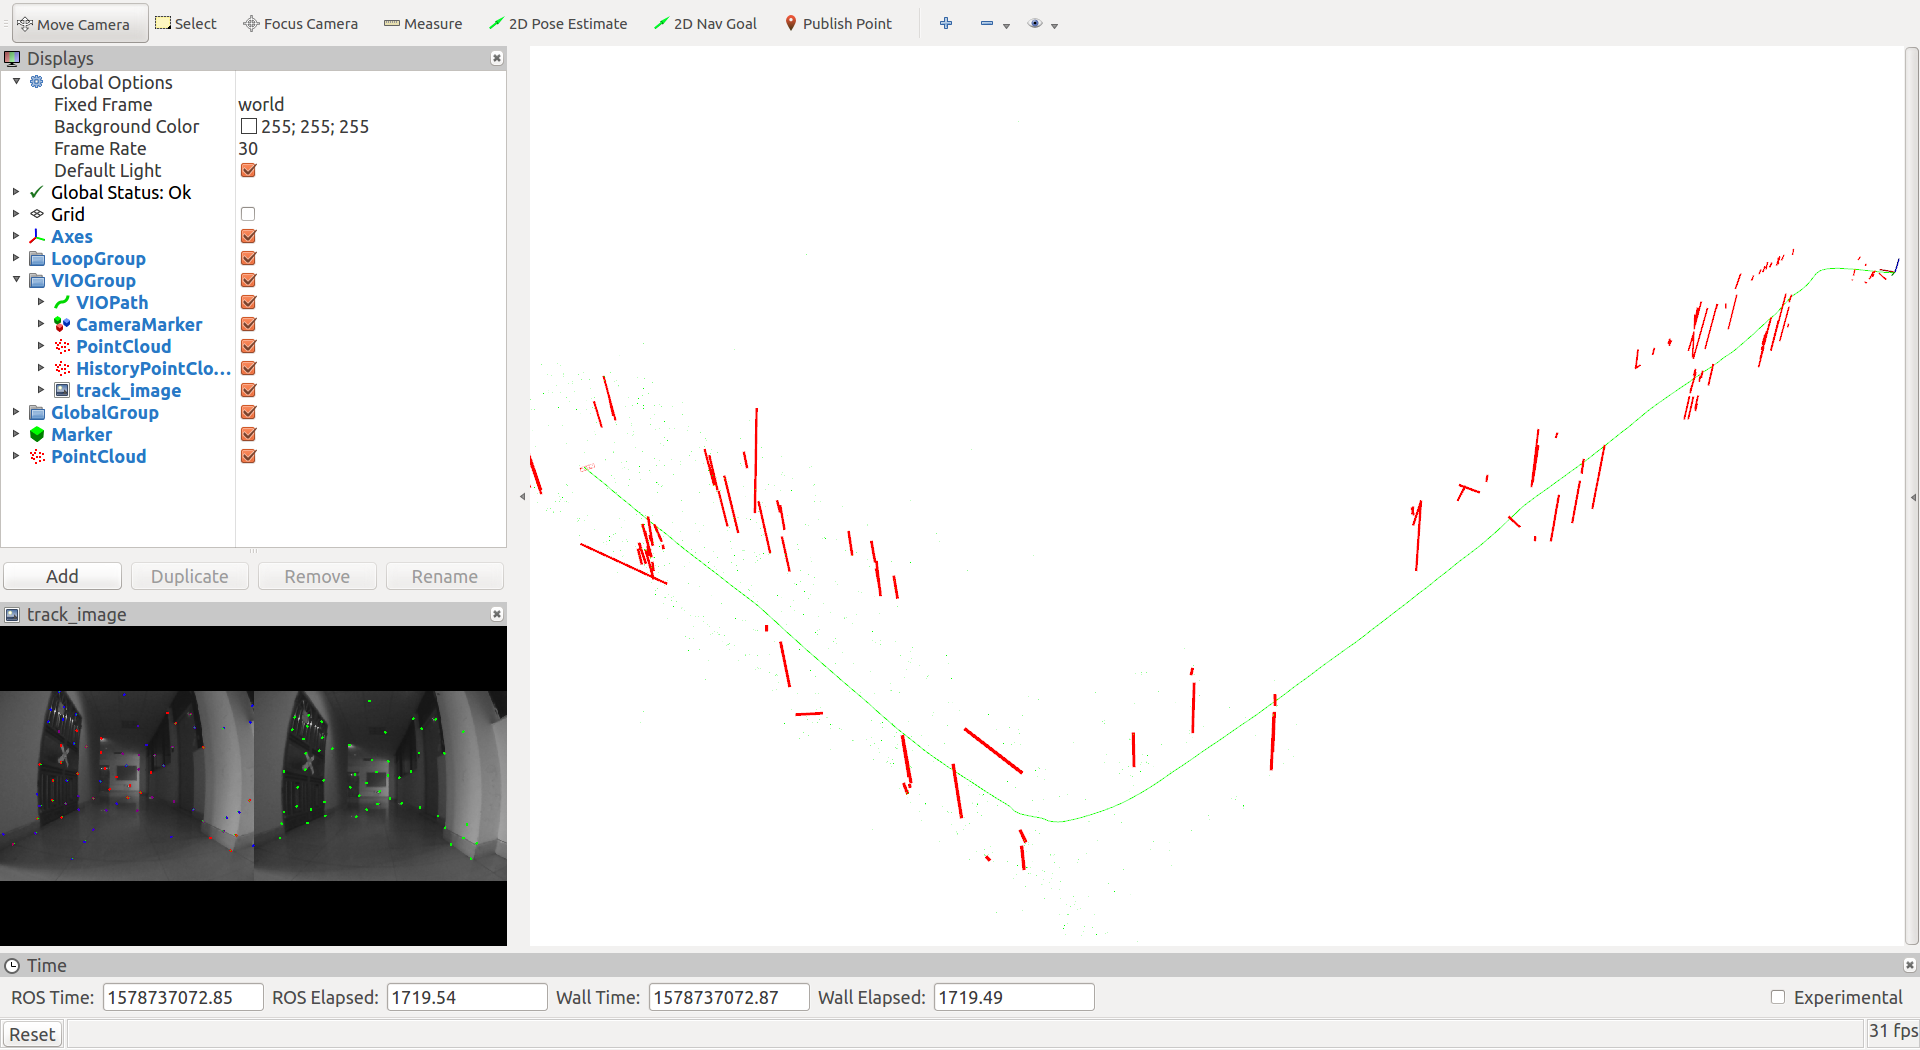 Move Camera Select Focus Camera Measure 2D Pose Estimate 2D Nav Goal Publish Point
Displays
Global Options
Fixed Frame world
Background Color 255; 255; 255
Frame Rate 30
Default Light
Global Status: Ok
Grid
Axes
LoopGroup
VIOGroup
VIOPath
CameraMarker
PointCloud
HistoryPointClo...
track_image
GlobalGroup
Marker
PointCloud
Add Duplicate Remove Rename
track_image
Time
ROS Time: 1578737072.85 ROS Elapsed: 1719.54 Wall Time: 1578737072.87 Wall Elapsed: 1719.49 Experimental
Reset 31 fps